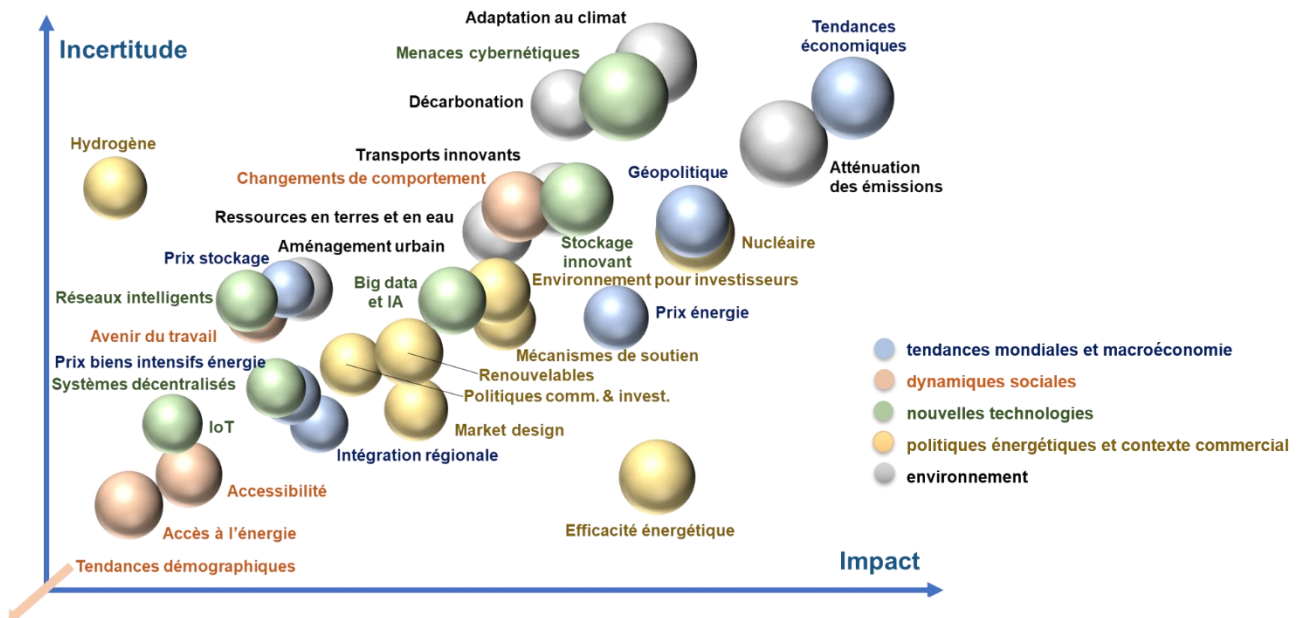 Adaptation au climat
Incertitude
Menaces cybernétiques
Tendances
économiques
Décarbonation
Hydrogène
Transports innovants
Changements de comportement
Géopolitique
Atténuation
des émissions
Ressources en terres et en eau
Aménagement urbain
Prix stockage
Stockage
innovant
Nucléaire
Réseaux intelligents
Big data
et IA
Environnement pour investisseurs
Avenir du travail
Prix énergie
Prix biens intensifs énergie
Mécanismes de soutien
Renouvelables
Systèmes décentralisés
Politiques comm. & invest.
IoT
Market design
Intégration régionale
Accessibilité
Accès à l’énergie
Efficacité énergétique
Tendances démographiques
Impact
tendances mondiales et macroéconomie
dynamiques sociales
nouvelles technologies
politiques énergétiques et contexte commercial
environnement